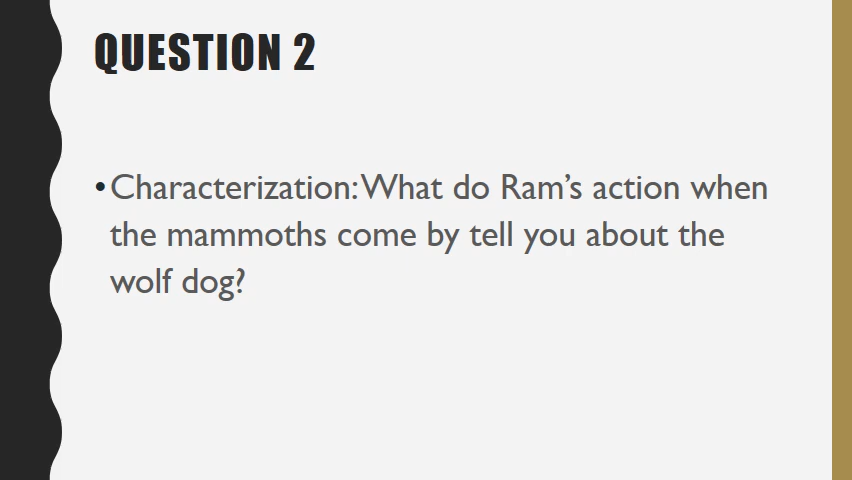 QUESTION 2
•Characterization: What do Ram’s action when
the mammoths come by tell you about the
wolf dog?